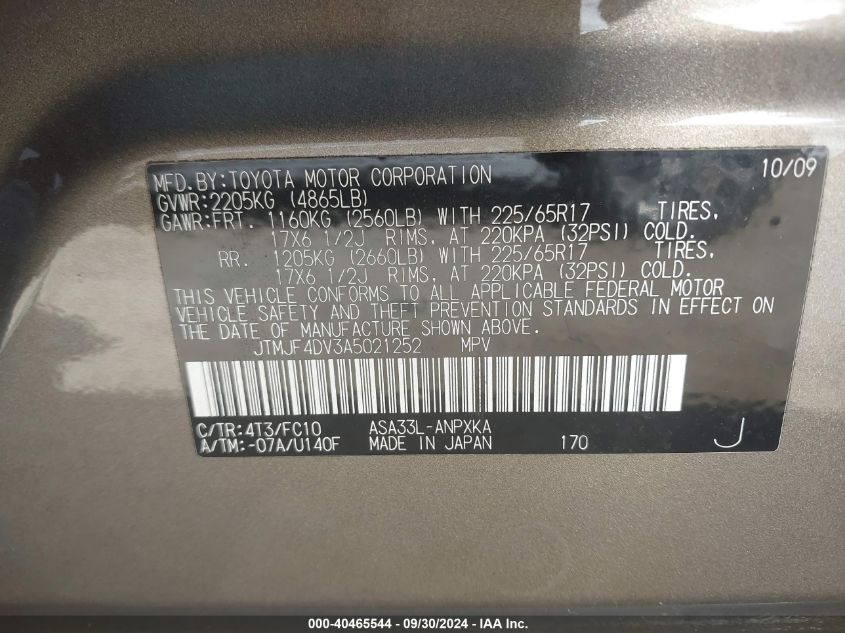 MFD.BY:TOYOTA MOTOR CORPORATION 10/09
GVWR:2205KG (4865LB)
GAWR:FRT. 1160KG (2560LB) WITH 225/65R17 TIRES,
17X6 1/2J RIMS, AT 220KPA (32PSI) COLD.
RR. 1205KG (2660LB) WITH 225/65R17 TIRES,
17X6 1/2J RIMS, AT 220KPA (32PSI) COLD.
THIS VEHICLE CONFORMS TO ALL APPLICABLE FEDERAL MOTOR
VEHICLE SAFETY AND THEFT PREVENTION STANDARDS IN EFFECT ON
THE DATE OF MANUFACTURE SHOWN ABOVE.
JTMJF4DV3A5021252 MPV
C/TR:4T3/FC10 ASA33L-ANPXKA
A/TM:-07A/U140F MADE IN JAPAN 170 J
000-40465544 - 09/30/2024 - IAA Inc.